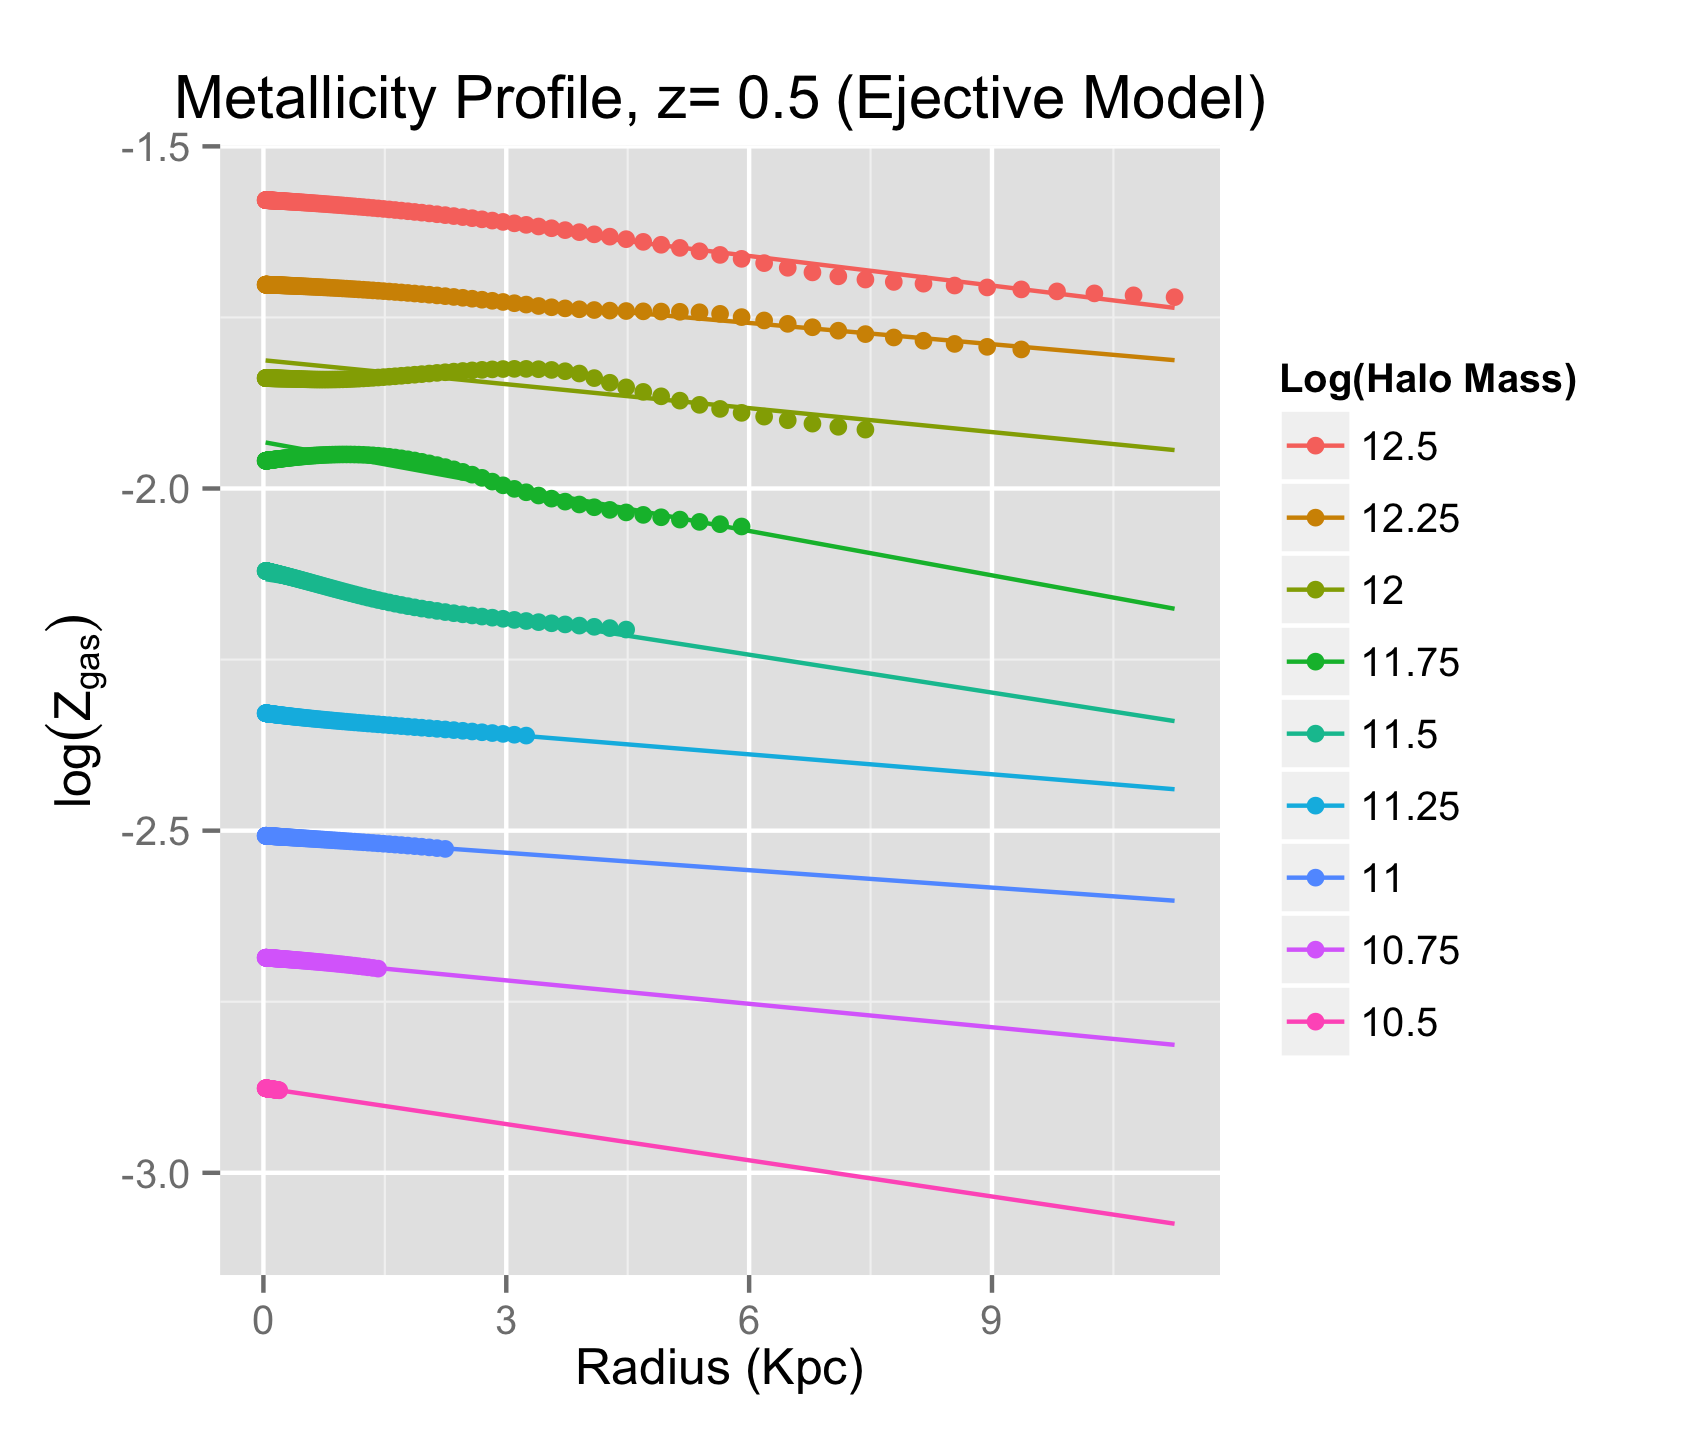 Metallicity Profile, z= 0.5 (Ejective Model)
-1.5
-2.0
-2.5
-3.0
log(Zgas)
0 3 6 9
Radius (Kpc)
Log(Halo Mass)
12.5
12.25
12
11.75
11.5
11.25
11
10.75
10.5